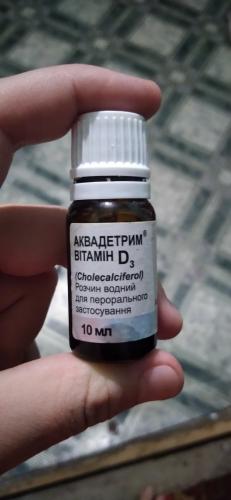 АКВАДЕТРИМ®
ВІТАМІН D3
(Cholecalciferol)
Розчин водний
для перорального
застосування
10 мл